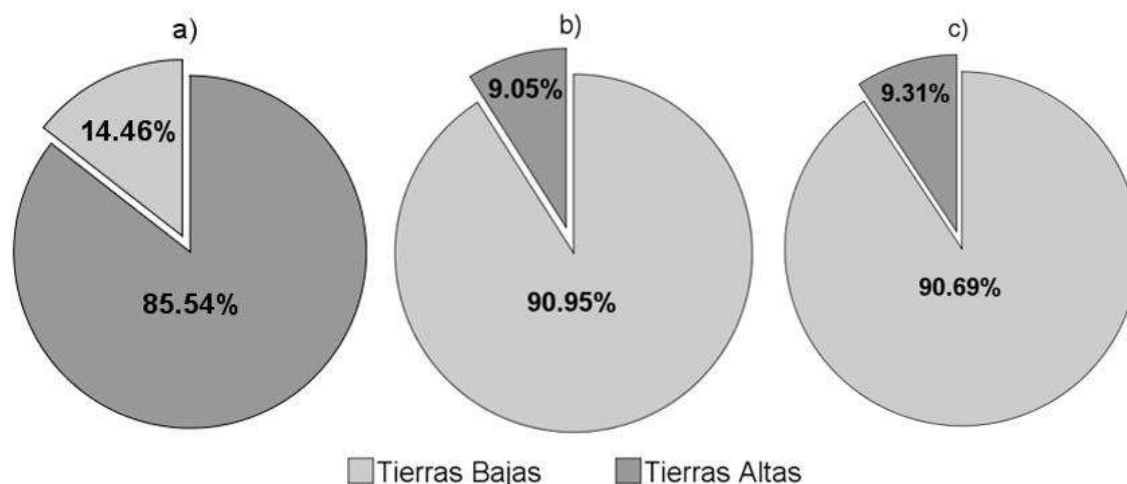 a)
b)
c)
14.46%
85.54%
9.05%
90.95%
9.31%
90.69%
Tierras Bajas
Tierras Altas